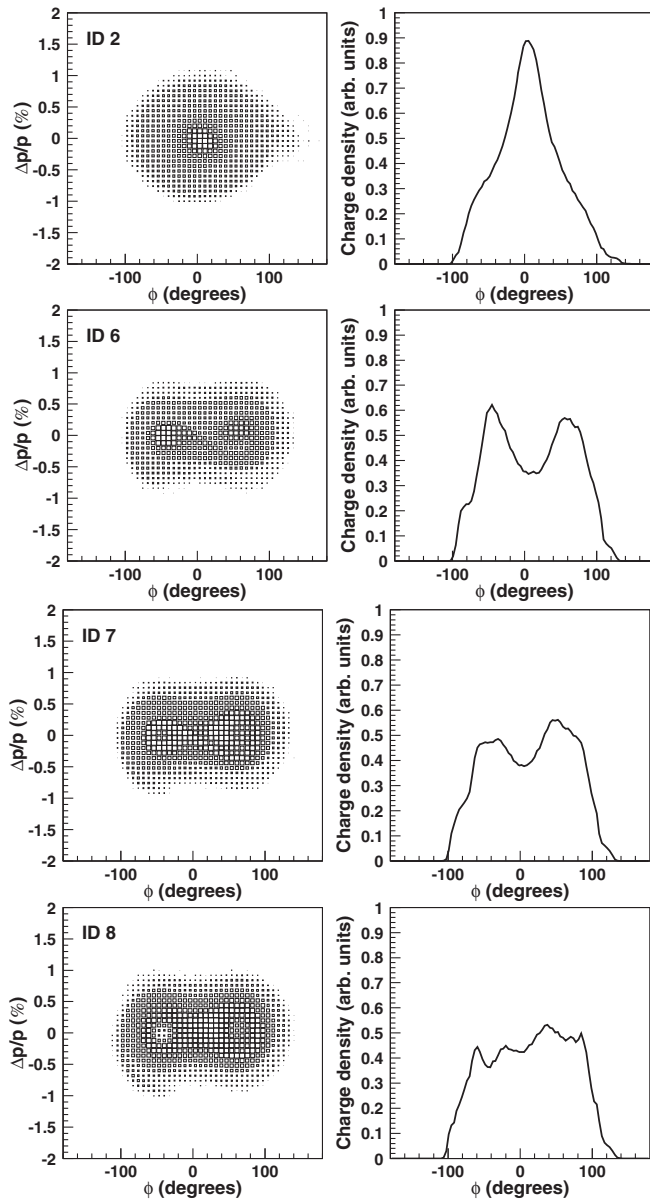 ID 2
Δp/p (%)
2
1.5
1
0.5
0
-0.5
-1
-1.5
-2
-100 0 100
ϕ (degrees)
Charge density (arb. units)
1
0.9
0.8
0.7
0.6
0.5
0.4
0.3
0.2
0.1
0
-100 0 100
ϕ (degrees)
ID 6
Δp/p (%)
2
1.5
1
0.5
0
-0.5
-1
-1.5
-2
-100 0 100
ϕ (degrees)
Charge density (arb. units)
1
0.9
0.8
0.7
0.6
0.5
0.4
0.3
0.2
0.1
0
-100 0 100
ϕ (degrees)
ID 7
Δp/p (%)
2
1.5
1
0.5
0
-0.5
-1
-1.5
-2
-100 0 100
ϕ (degrees)
Charge density (arb. units)
1
0.9
0.8
0.7
0.6
0.5
0.4
0.3
0.2
0.1
0
-100 0 100
ϕ (degrees)
ID 8
Δp/p (%)
2
1.5
1
0.5
0
-0.5
-1
-1.5
-2
-100 0 100
ϕ (degrees)
Charge density (arb. units)
1
0.9
0.8
0.7
0.6
0.5
0.4
0.3
0.2
0.1
0
-100 0 100
ϕ (degrees)